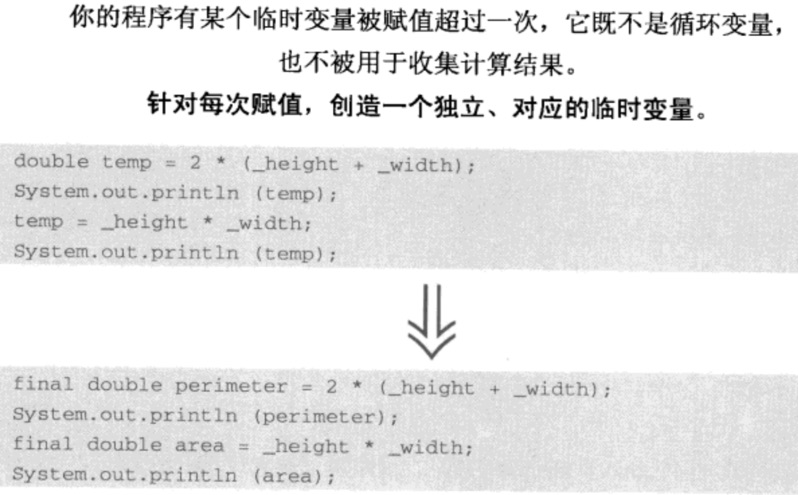 你的程序有某个临时变量被赋值超过一次，它既不是循环变量，
也不被用于收集计算结果。
针对每次赋值，创造一个独立、对应的临时变量。
double temp = 2 * (_height + _width);
System.out.println (temp);
temp = _height * _width;
System.out.println (temp);
final double perimeter = 2 * (_height + _width);
System.out.println (perimeter);
final double area = _height * _width;
System.out.println (area);